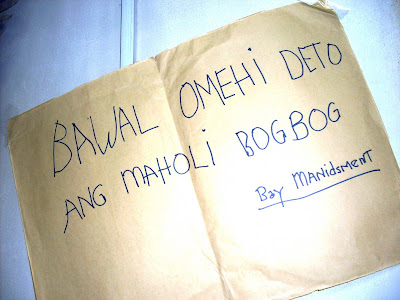 BAWAL OMEHi DETO
ANG MAHOLi BOGBOG
Bay MANidSMENT